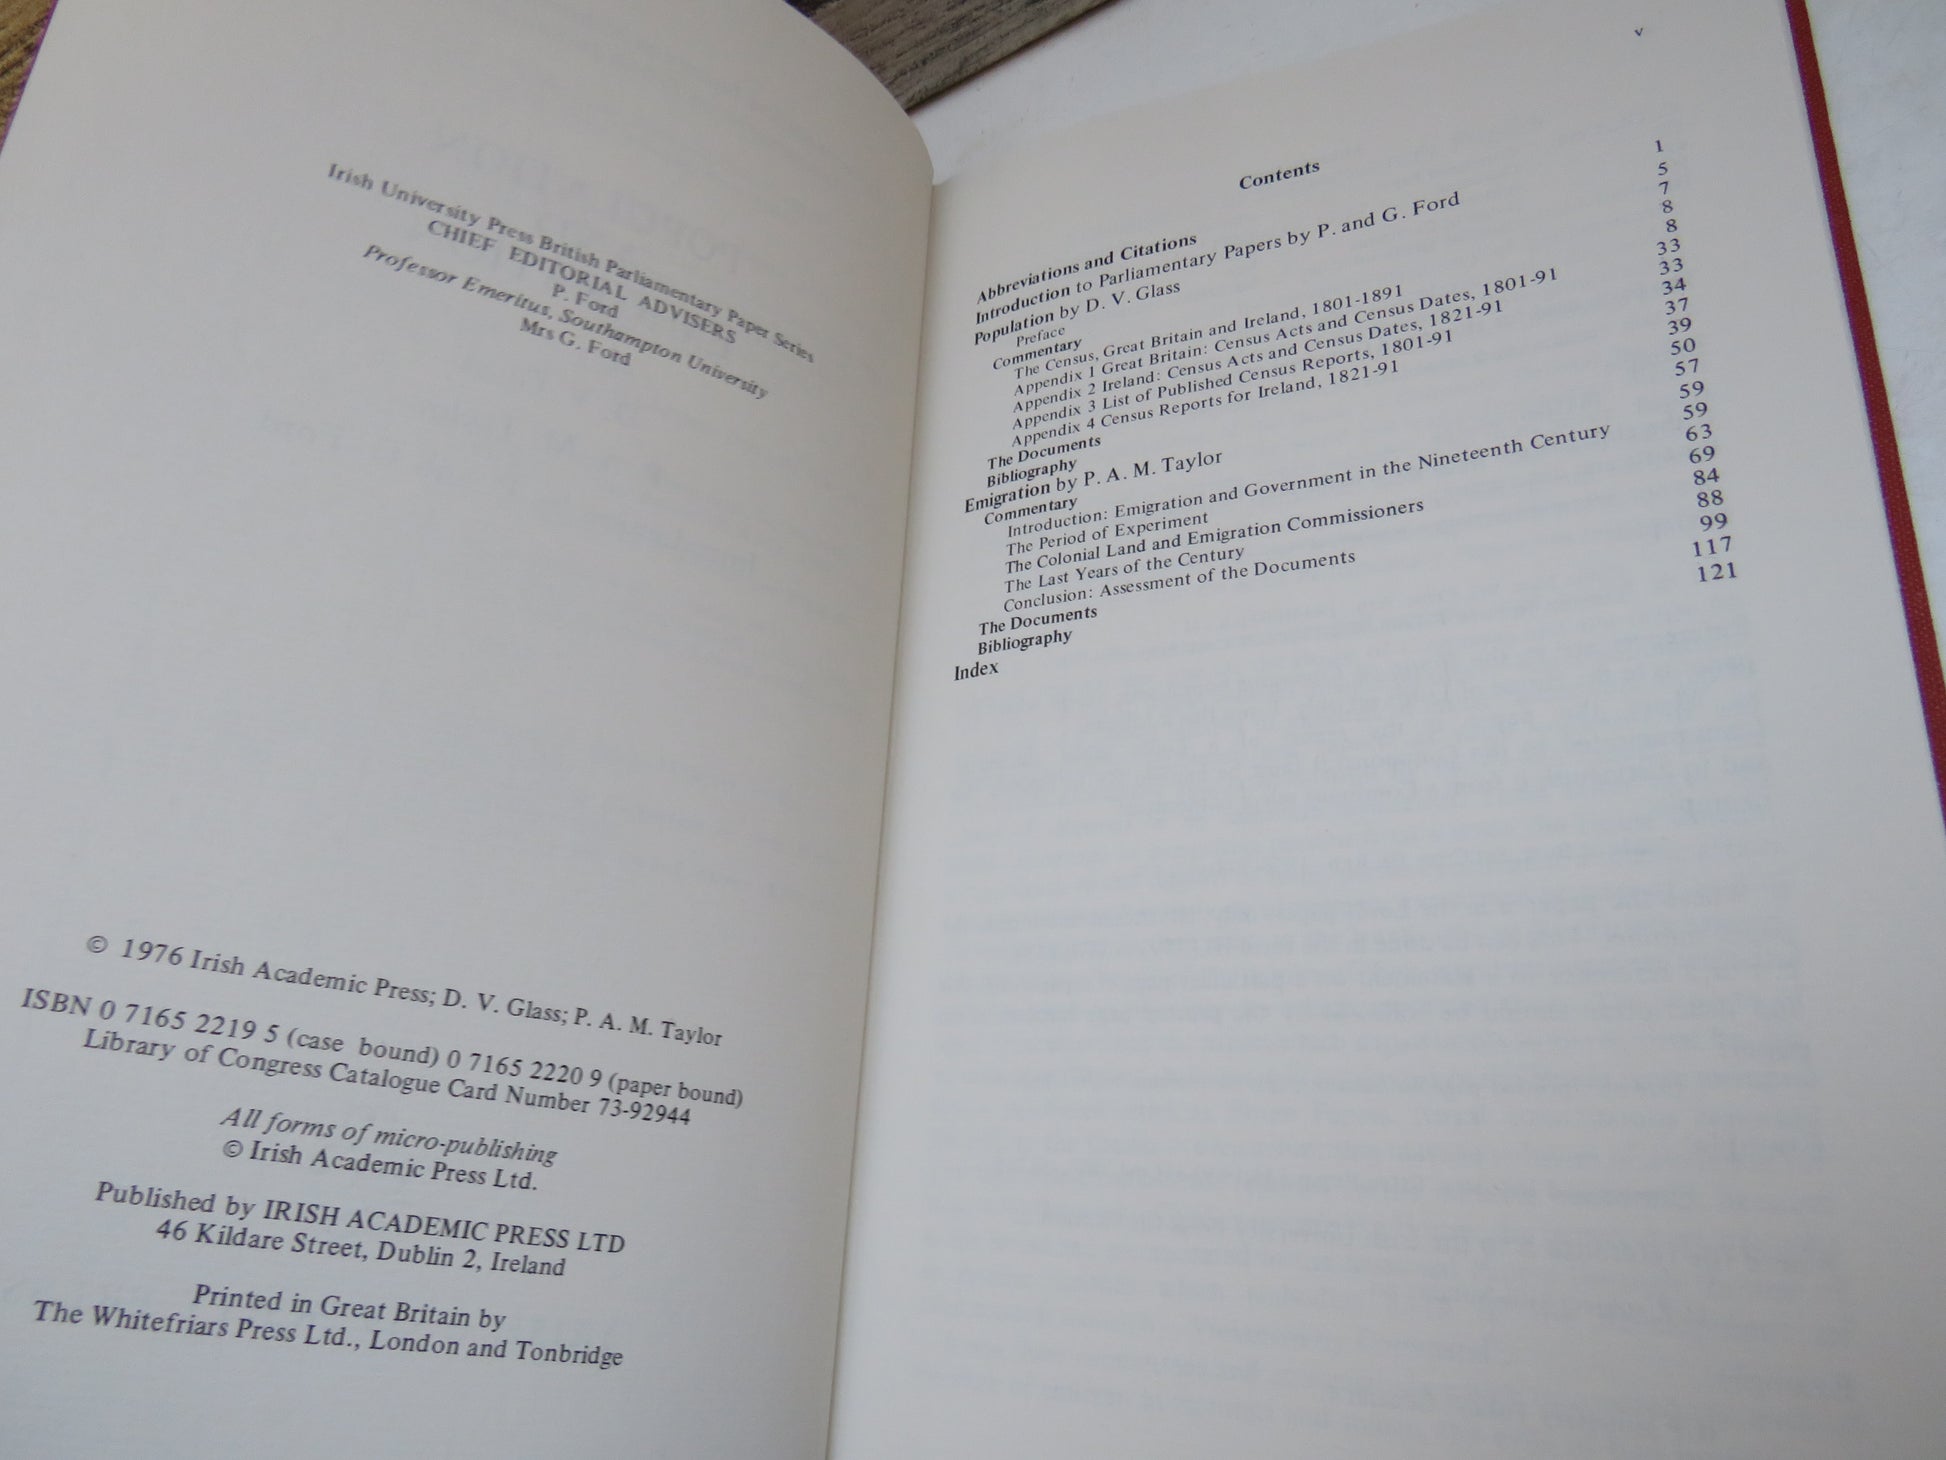 Irish University Press British Parliamentary Paper Series
CHIEF EDITORIAL ADVISERS
P. Ford
Professor Emeritus, Southampton University
Mrs G. Ford
© 1976 Irish Academic Press; D. V. Glass; P. A. M. Taylor
ISBN 0 7165 2219 5 (case bound) 0 7165 2220 9 (paper bound)
Library of Congress Catalogue Card Number 73-92944
All forms of micro-publishing
© Irish Academic Press Ltd.
Published by IRISH ACADEMIC PRESS LTD
46 Kildare Street, Dublin 2, Ireland
Printed in Great Britain by
The Whitefriars Press Ltd., London and Tonbridge
v
Contents
Abbreviations and Citations 1
Introduction to Parliamentary Papers by P. and G. Ford 5
Population by D. V. Glass 7
Preface 8
Commentary 8
The Census, Great Britain and Ireland, 1801-1891 33
Appendix 1 Great Britain: Census Acts and Census Dates, 1801-91 33
Appendix 2 Ireland: Census Acts and Census Dates, 1821-91 34
Appendix 3 List of Published Census Reports, 1801-91 37
Appendix 4 Census Reports for Ireland, 1821-91 39
The Documents 50
Bibliography 57
Emigration by P. A. M. Taylor 59
Commentary 59
Introduction: Emigration and Government in the Nineteenth Century 63
The Period of Experiment 69
The Colonial Land and Emigration Commissioners 84
The Last Years of the Century 88
Conclusion: Assessment of the Documents 99
The Documents 117
Bibliography 121
Index